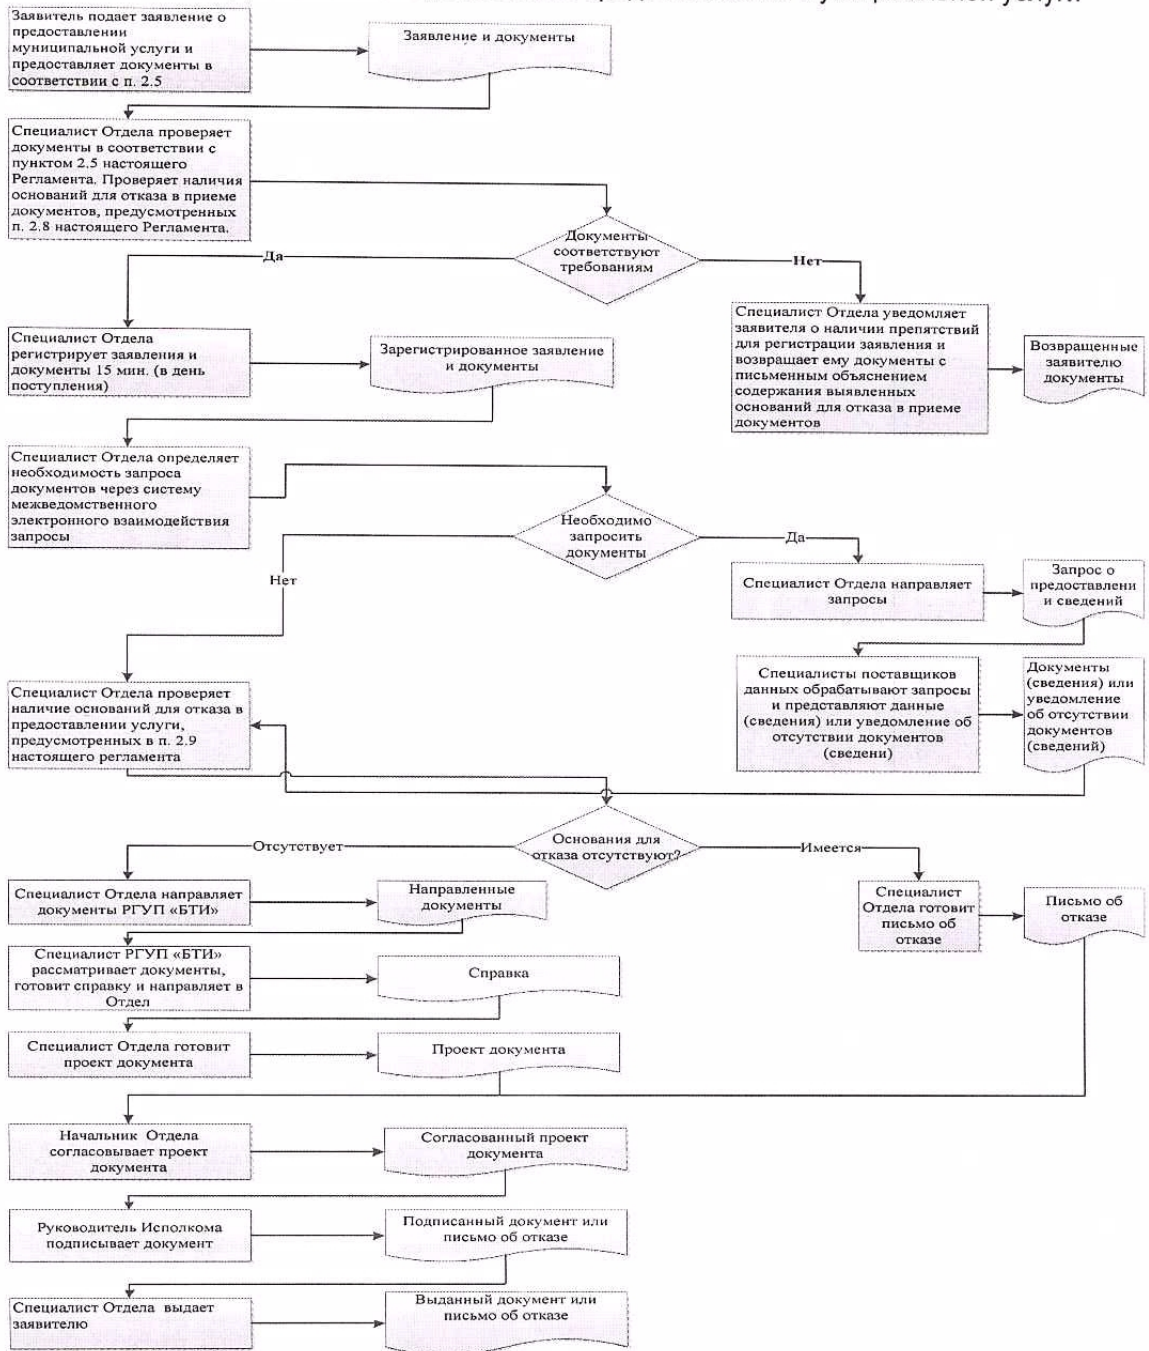 Заявитель подает заявление о
предоставлении
муниципальной услуги и
предоставляет документы в
соответствии с п. 2.5
Заявление и документы
Специалист Отдела проверяет
документы в соответствии с
пунктом 2.5 настоящего
Регламента. Проверяет наличия
оснований для отказа в приеме
документов, предусмотренных
п. 2.8 настоящего Регламента.
Документы
соответствуют
требованиям
Да
Нет
Специалист Отдела
регистрирует заявления и
документы 15 мин. (в день
поступления)
Зарегистрированное заявление
и документы
Специалист Отдела уведомляет
заявителя о наличии препятствий
для регистрации заявления и
возвращает ему документы с
письменным объяснением
содержания выявленных
оснований для отказа в приеме
документов
Возвращенные
заявителю
документы
Специалист Отдела определяет
необходимость запроса
документов через систему
межведомственного
электронного взаимодействия
запросы
Необходимо
запросить
документы
Нет
Да
Специалист Отдела направляет
запросы
Запрос о
предоставлени
и сведений
Специалисты поставщиков
данных обрабатывают запросы
и представляют данные
(сведения) или уведомление об
отсутствии документов
(сведени)
Документы
(сведения) или
уведомление
об отсутствии
документов
(сведений)
Специалист Отдела проверяет
наличие оснований для отказа в
предоставлении услуги,
предусмотренных в п. 2.9
настоящего регламента
Основания для
отказа отсутствуют?
Отсутствует
Имеется
Специалист Отдела направляет
документы РГУП «БТИ»
Направленные
документы
Специалист
Отдела готовит
письмо об
отказе
Письмо об
отказе
Специалист РГУП «БТИ»
рассматривает документы,
готовит справку и направляет в
Отдел
Справка
Специалист Отдела готовит
проект документа
Проект документа
Начальник Отдела
согласовывает проект
документа
Согласованный проект
документа
Руководитель Исполкома
подписывает документ
Подписанный документ или
письмо об отказе
Специалист Отдела выдает
заявителю
Выданный документ или
письмо об отказе